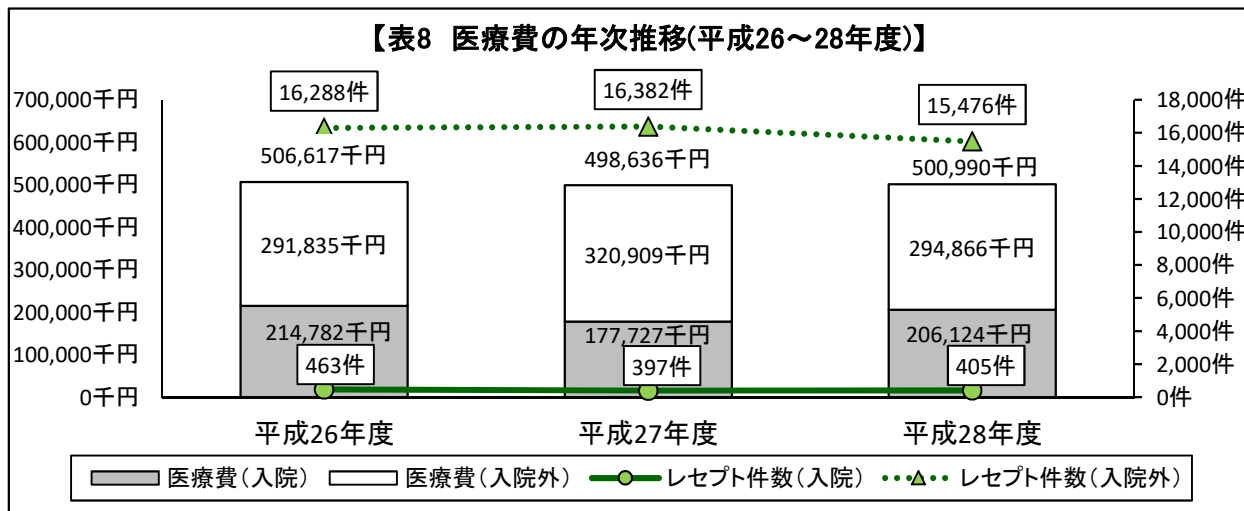 【表8 医療費の年次推移(平成26～28年度)】
16,288件
16,382件
15,476件
700,000千円
600,000千円
500,000千円
400,000千円
300,000千円
200,000千円
100,000千円
0千円
506,617千円
498,636千円
500,990千円
291,835千円
320,909千円
294,866千円
214,782千円
177,727千円
206,124千円
463件
397件
405件
18,000件
16,000件
14,000件
12,000件
10,000件
8,000件
6,000件
4,000件
2,000件
0件
平成26年度
平成27年度
平成28年度
医療費(入院) 医療費(入院外) レセプト件数(入院) レセプト件数(入院外)